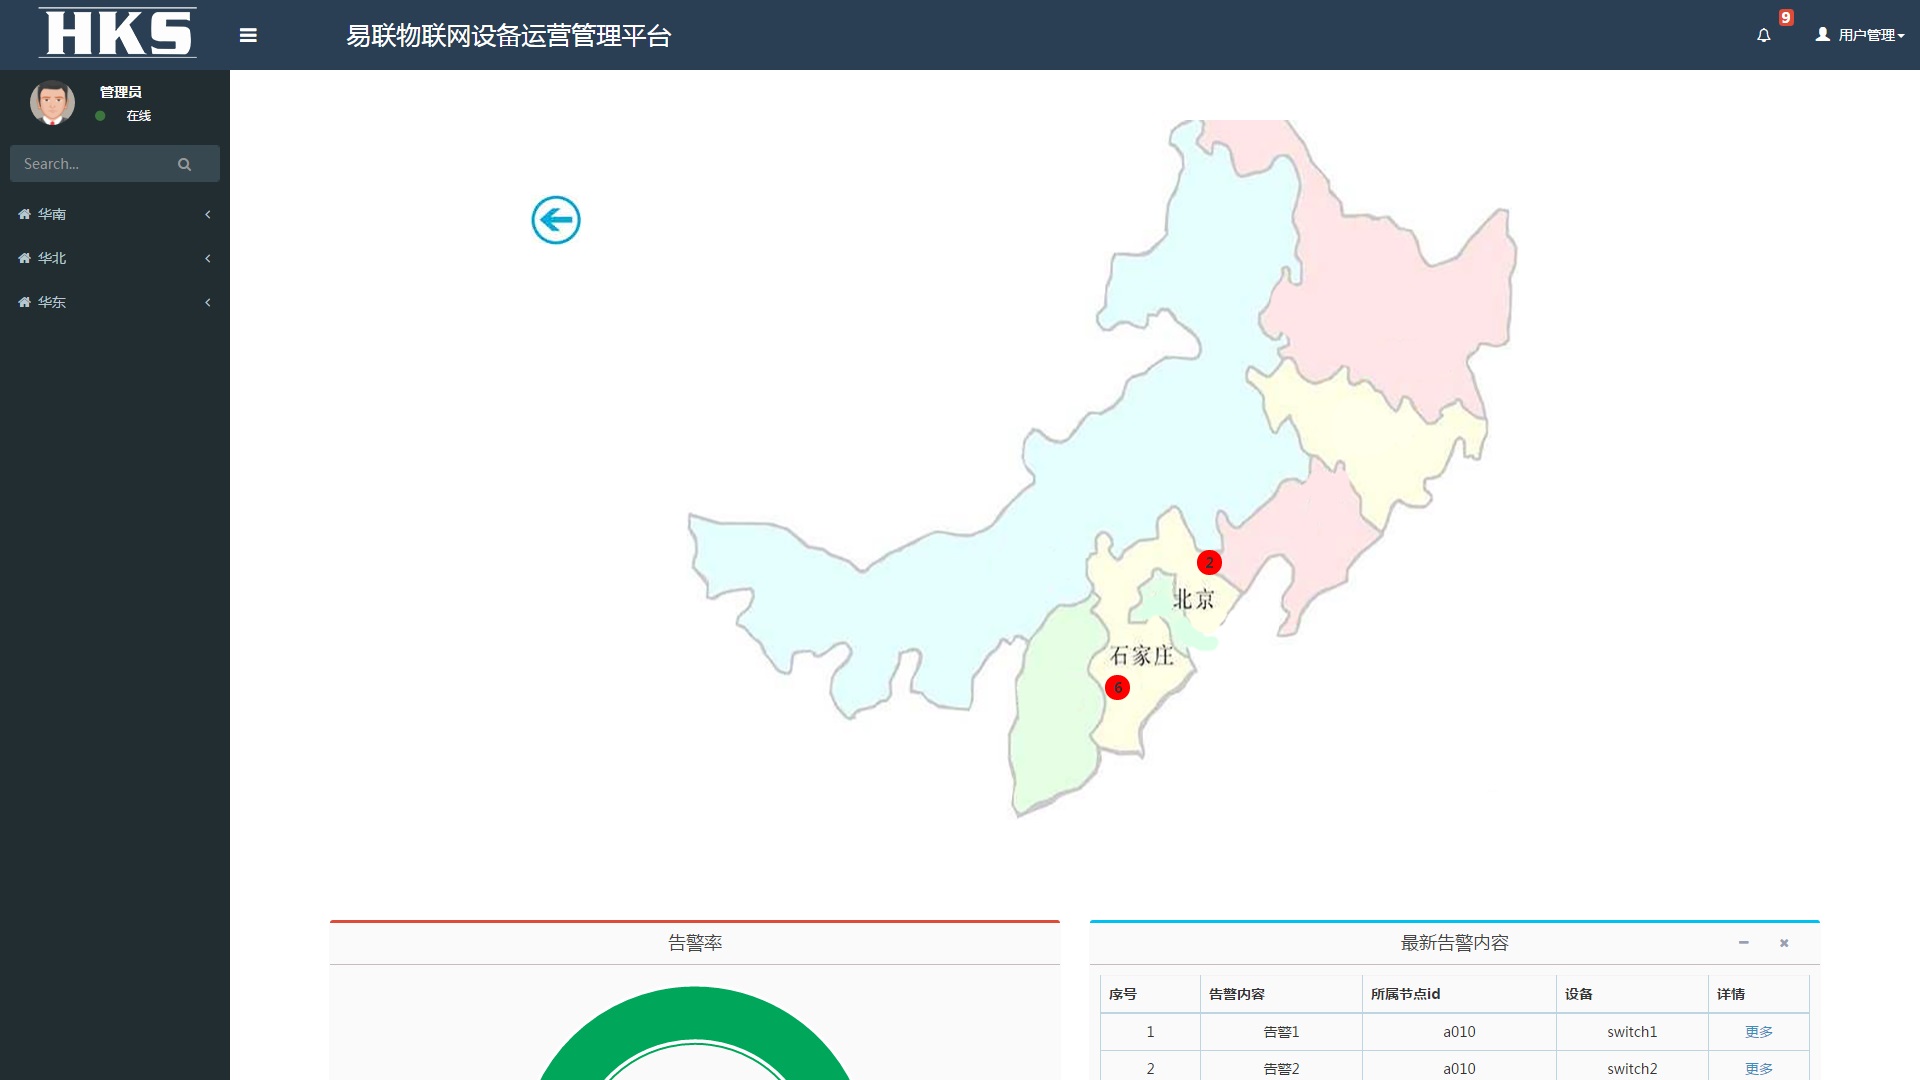 HKS
易联物联网设备运营管理平台
9
用户管理
管理员
在线
Search...
华南
华北
华东
2
北京
石家庄
6
告警率
最新告警内容
序号 告警内容 所属节点id 设备 详情
1 告警1 a010 switch1 更多
2 告警2 a010 switch2 更多